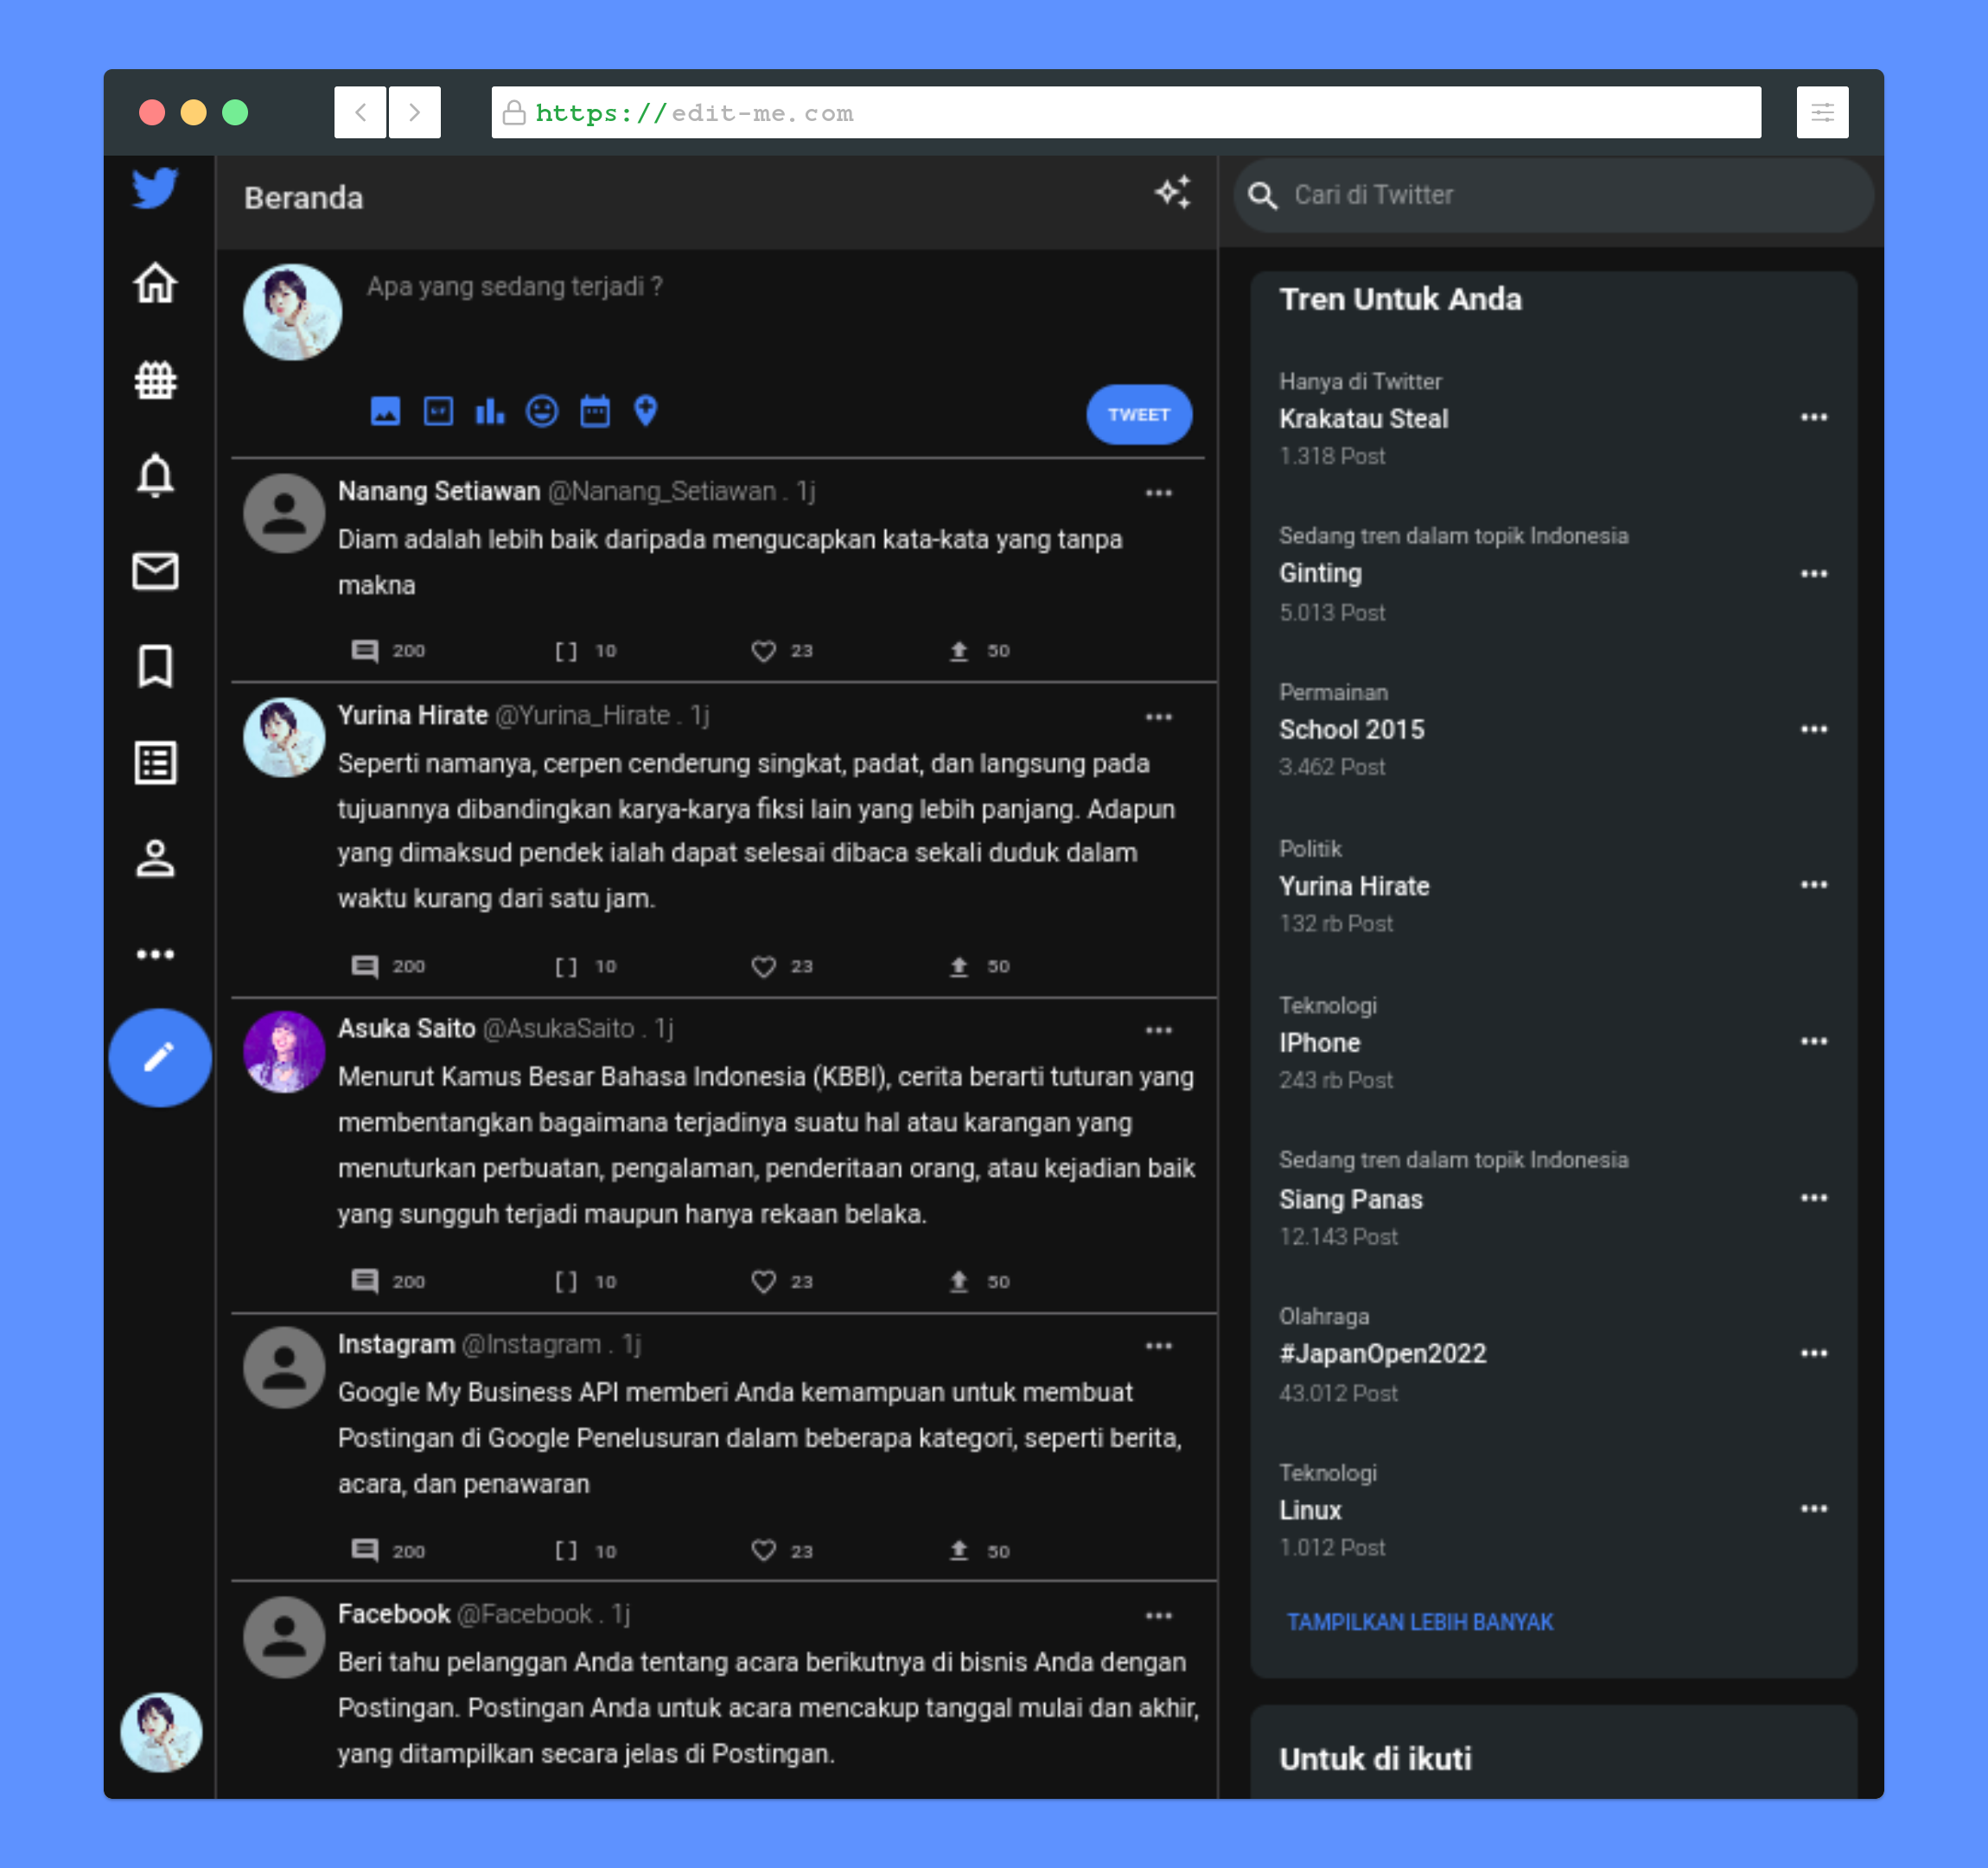 https://edit-me.com
Beranda
Apa yang sedang terjadi ?
GIF
TWEET
Nanang Setiawan @Nanang_Setiawan . 1j
Diam adalah lebih baik daripada mengucapkan kata-kata yang tanpa
makna
200 10 23 50
Yurina Hirate @Yurina_Hirate . 1j
Seperti namanya, cerpen cenderung singkat, padat, dan langsung pada
tujuannya dibandingkan karya-karya fiksi lain yang lebih panjang. Adapun
yang dimaksud pendek ialah dapat selesai dibaca sekali duduk dalam
waktu kurang dari satu jam.
200 10 23 50
Asuka Saito @AsukaSaito . 1j
Menurut Kamus Besar Bahasa Indonesia (KBBI), cerita berarti tuturan yang
membentangkan bagaimana terjadinya suatu hal atau karangan yang
menuturkan perbuatan, pengalaman, penderitaan orang, atau kejadian baik
yang sungguh terjadi maupun hanya rekaan belaka.
200 10 23 50
Instagram @Instagram . 1j
Google My Business API memberi Anda kemampuan untuk membuat
Postingan di Google Penelusuran dalam beberapa kategori, seperti berita,
acara, dan penawaran
200 10 23 50
Facebook @Facebook . 1j
Beri tahu pelanggan Anda tentang acara berikutnya di bisnis Anda dengan
Postingan. Postingan Anda untuk acara mencakup tanggal mulai dan akhir,
yang ditampilkan secara jelas di Postingan.
Cari di Twitter
Tren Untuk Anda
Hanya di Twitter
Krakatau Steal
1.318 Post
Sedang tren dalam topik Indonesia
Ginting
5.013 Post
Permainan
School 2015
3.462 Post
Politik
Yurina Hirate
132 rb Post
Teknologi
IPhone
243 rb Post
Sedang tren dalam topik Indonesia
Siang Panas
12.143 Post
Olahraga
#JapanOpen2022
43.012 Post
Teknologi
Linux
1.012 Post
TAMPILKAN LEBIH BANYAK
Untuk di ikuti